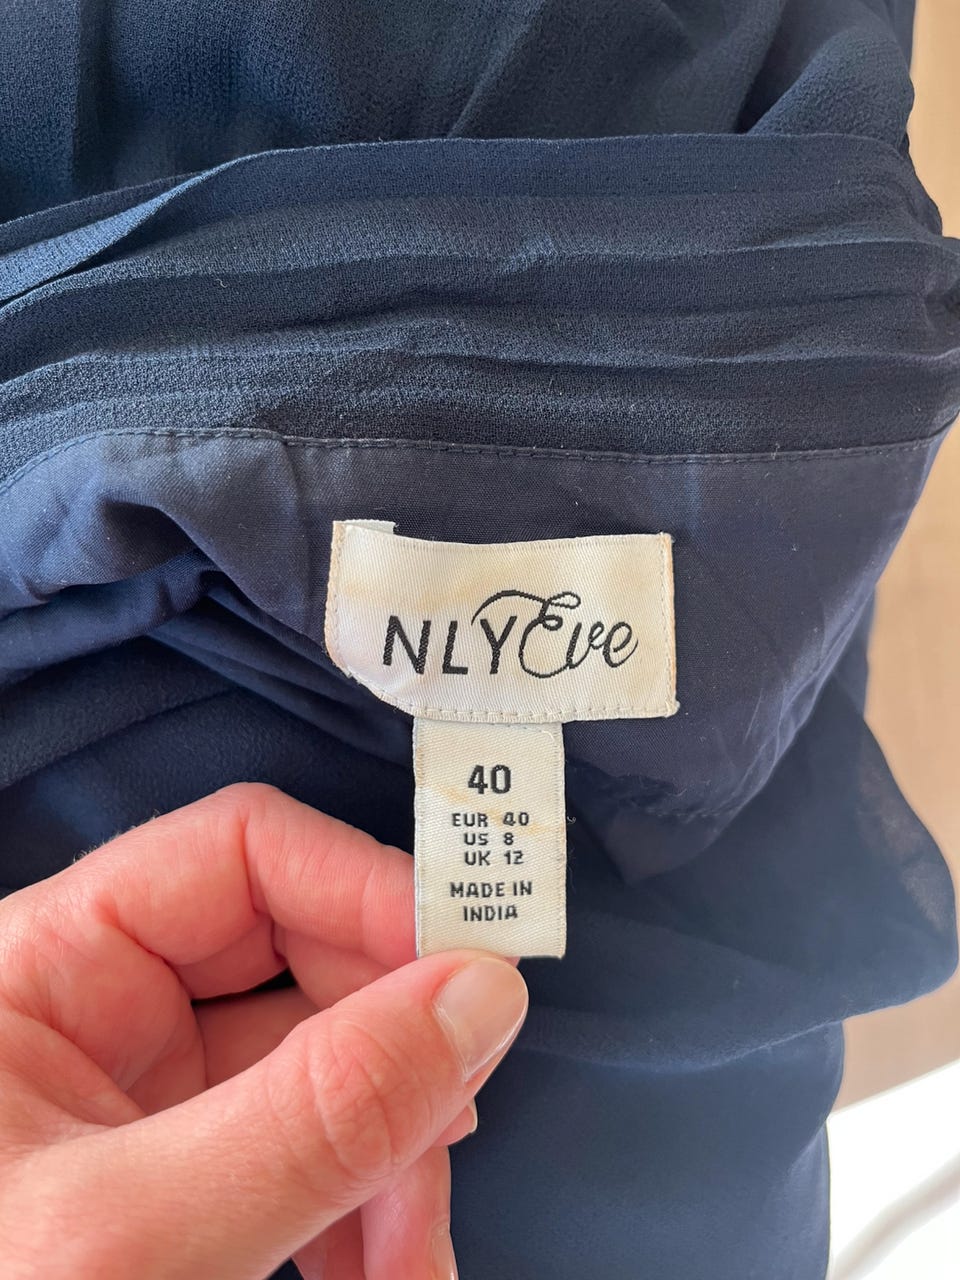 NLYEve
40
EUR 40
US 8
UK 12
MADE IN
INDIA